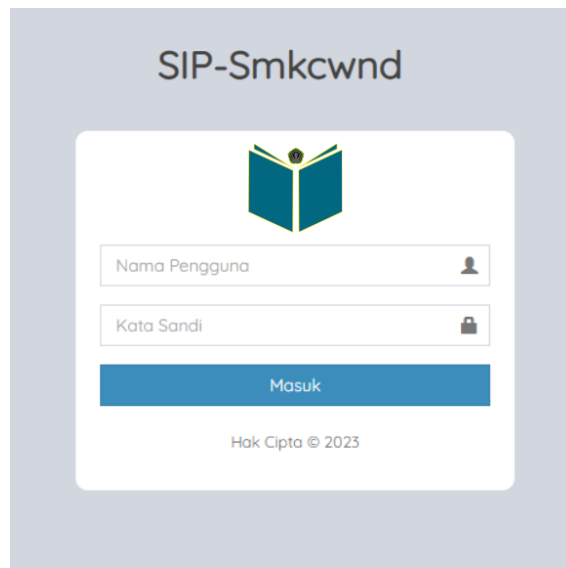 SIP-Smkcwnd
Nama Pengguna
Kata Sandi
Masuk
Hak Cipta © 2023